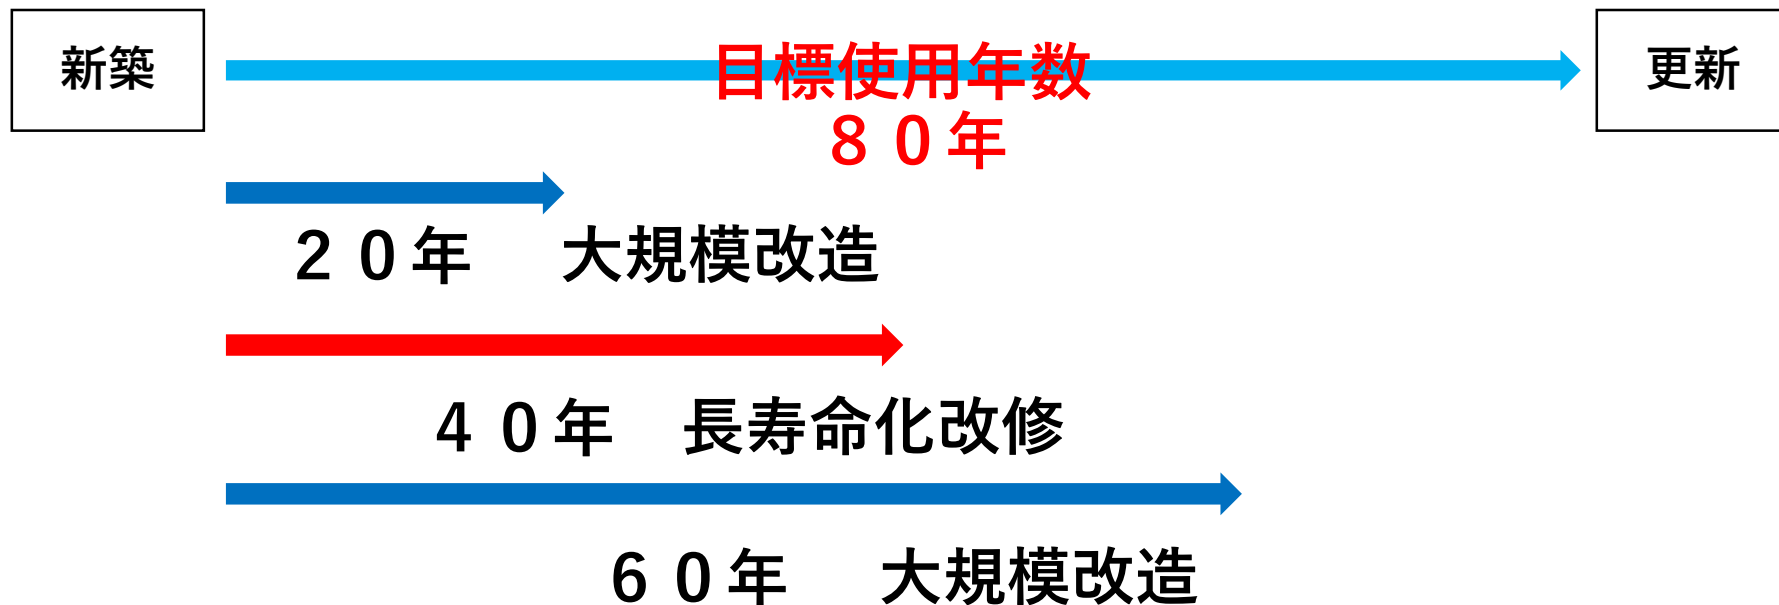 新築
目標使用年数
８０年
更新
２０年　大規模改造
４０年　長寿命化改修
６０年　大規模改造